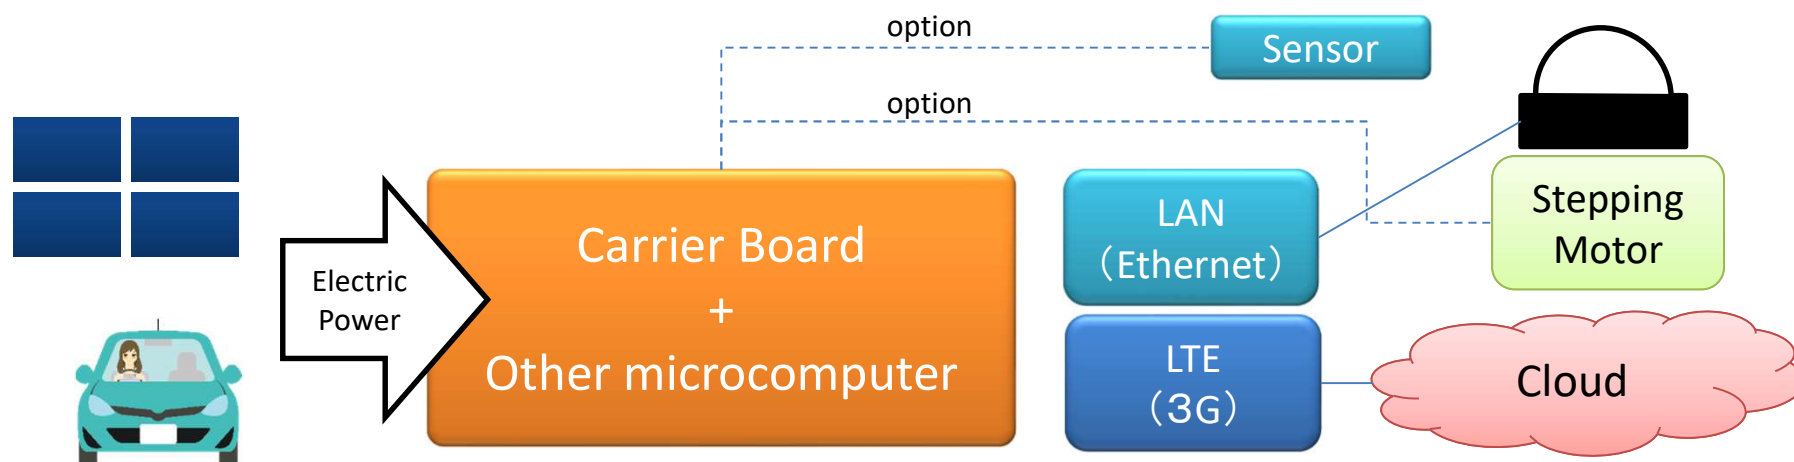 option
Sensor
option
Electric
Power
Carrier Board
+
Other microcomputer
LAN
（Ethernet）
LTE
（３G）
Stepping
Motor
Cloud